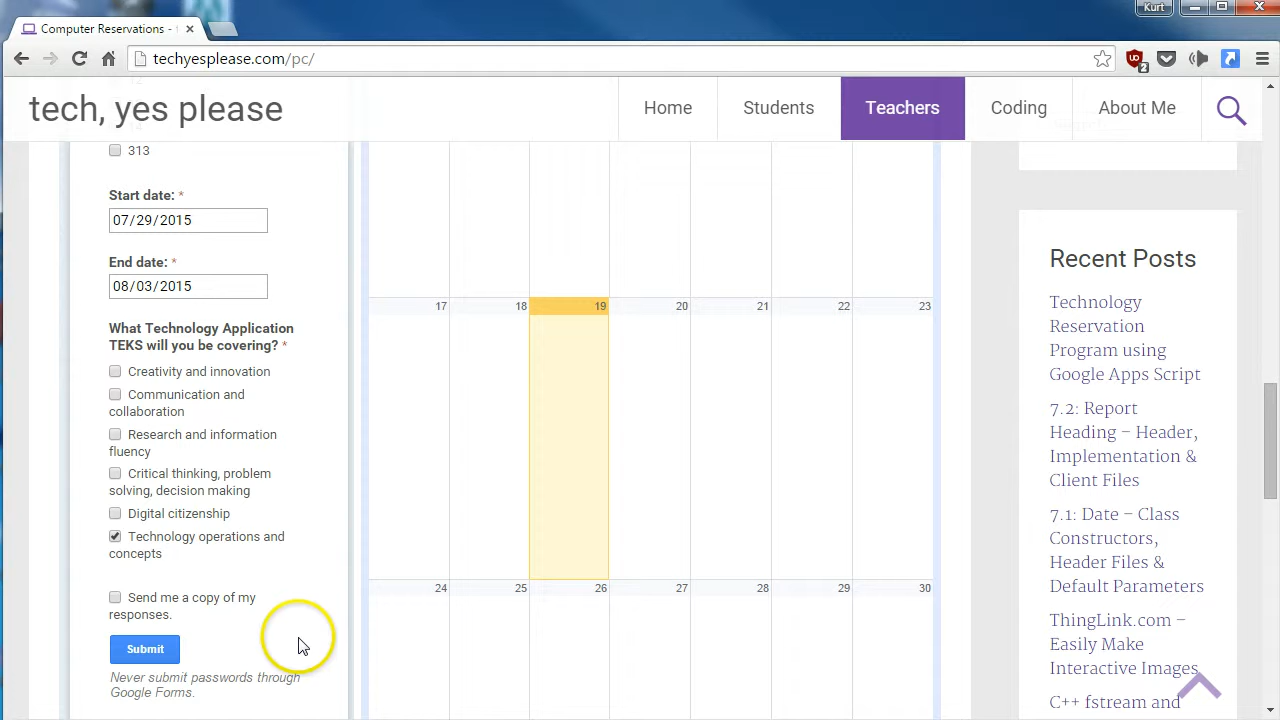 Computer Reservations -
Kurt
techyesplease.com/pc/
2
tech, yes please
Home
Students
Teachers
Coding
About Me
313
Start date: *
07/29/2015
End date: *
08/03/2015
What Technology Application
TEKS will you be covering? *
Creativity and innovation
Communication and
collaboration
Research and information
fluency
Critical thinking, problem
solving, decision making
Digital citizenship
Technology operations and
concepts
Send me a copy of my
responses.
Submit
Never submit passwords through
Google Forms.
17 18 19 20 21 22 23
24 25 26 27 28 29 30
Recent Posts
Technology
Reservation
Program using
Google Apps Script
7.2: Report
Heading – Header,
Implementation &
Client Files
7.1: Date – Class
Constructors,
Header Files &
Default Parameters
ThingLink.com –
Easily Make
Interactive Images
C++ fstream and